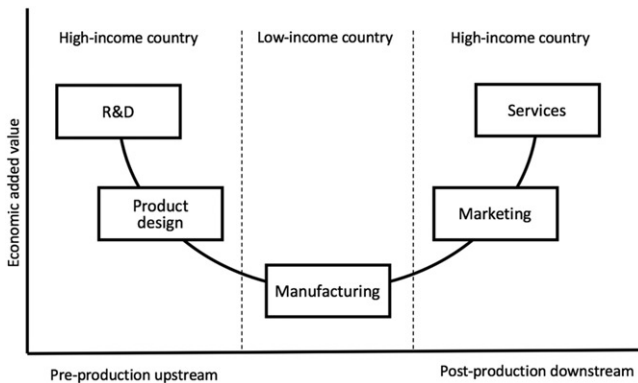 High-income country
Low-income country
High-income country
R&D
Services
Product
design
Marketing
Manufacturing
Economic added value
Pre-production upstream
Post-production downstream